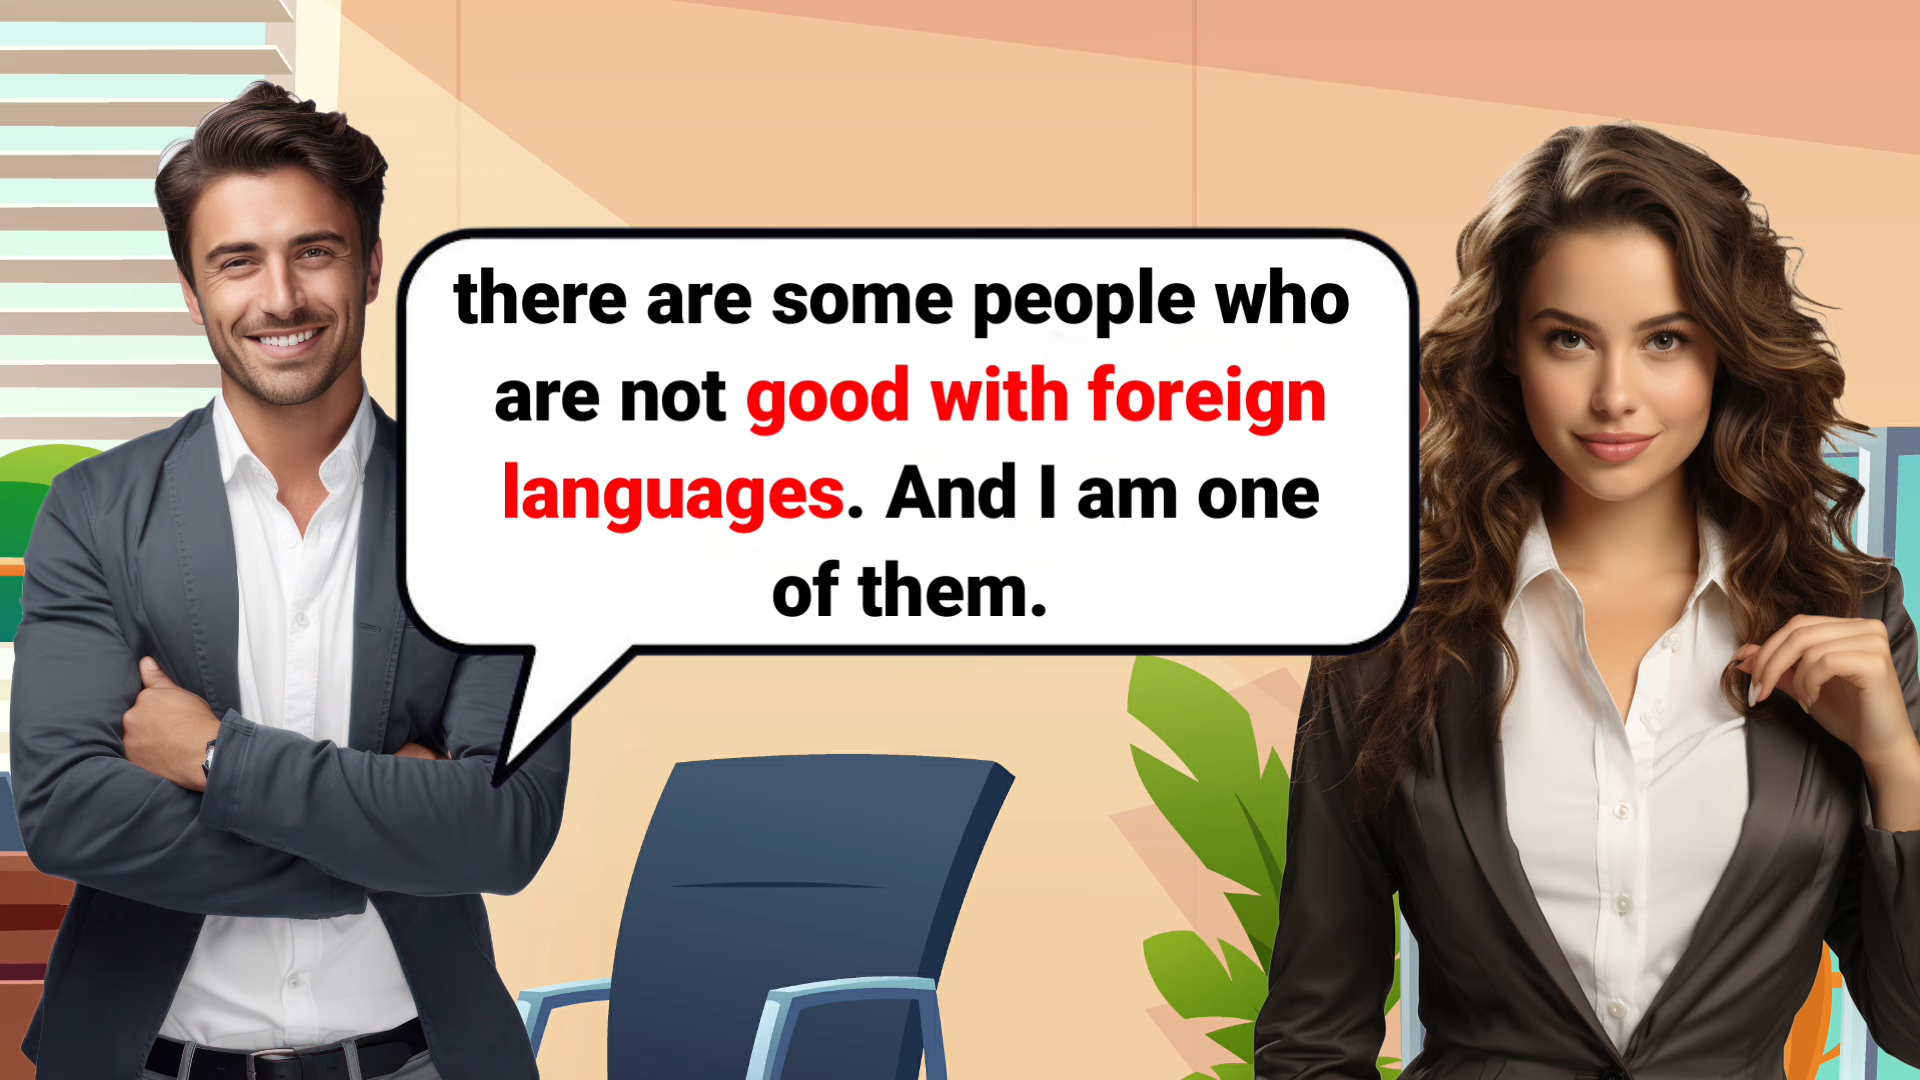 there are some people who
are not good with foreign
languages. And I am one
of them.